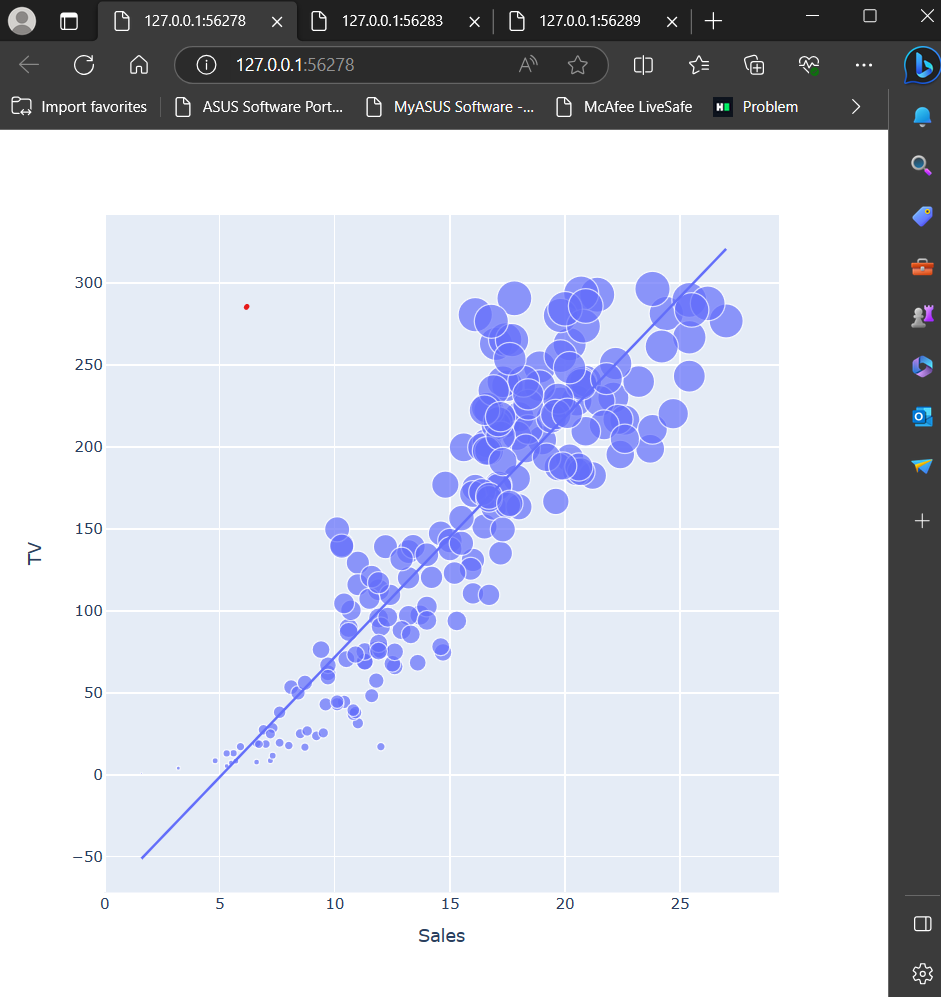 127.0.0.1:56278
127.0.0.1:56283
127.0.0.1:56289
127.0.0.1:56278
Import favorites
ASUS Software Port...
MyASUS Software -...
McAfee LiveSafe
Problem
300
250
200
150
100
50
0
−50
TV
0 5 10 15 20 25
Sales